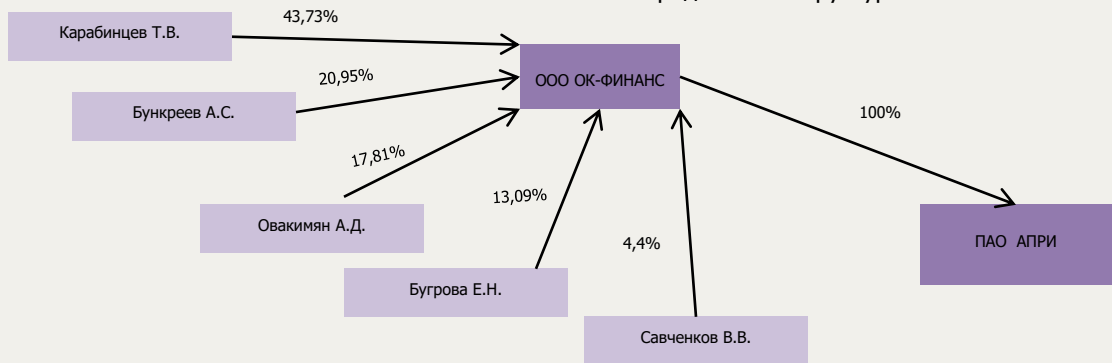 43,73%
Карабинцев Т.В.
20,95%
ООО ОК-ФИНАНС
Бункреев А.С.
100%
17,81%
13,09%
Овакимян А.Д.
4,4%
ПАО АПРИ
Бугрова Е.Н.
Савченков В.В.